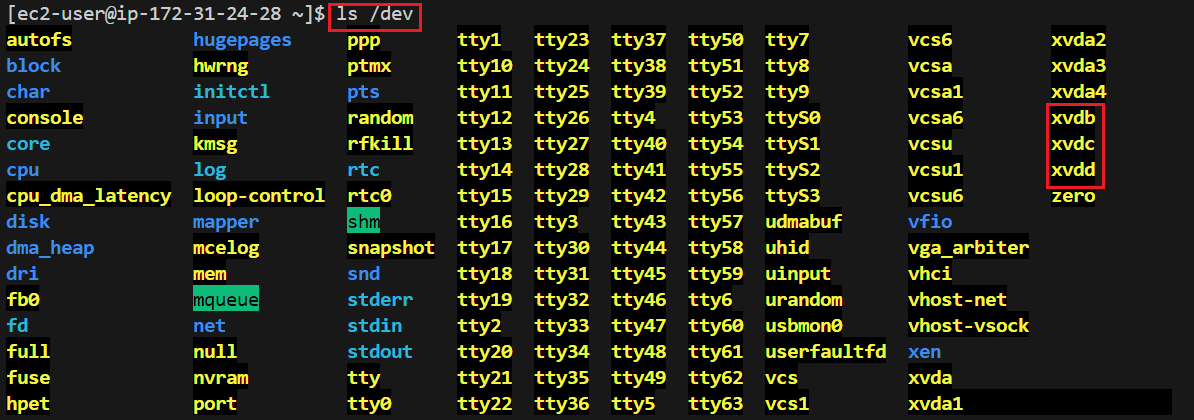 [ec2-user@ip-172-31-24-28 ~]$ ls /dev
autofs hugepages ppp tty1 tty23 tty37 tty50 tty7 vcs6 xvda2
block hwrng ptmx tty10 tty24 tty38 tty51 tty8 vcsa xvda3
char initctl pts tty11 tty25 tty39 tty52 tty9 vcsa1 xvda4
console input random tty12 tty26 tty4 tty53 ttyS0 vcsa6 xvdb
core kmsg rfkill tty13 tty27 tty40 tty54 ttyS1 vcsu xvdc
cpu log rtc tty14 tty28 tty41 tty55 ttyS2 vcsu1 xvdd
cpu_dma_latency loop-control rtc0 tty15 tty29 tty42 tty56 ttyS3 vcsu6 zero
disk mapper shm tty16 tty3 tty43 tty57 udmabuf vfio
dma_heap mcelog snapshot tty17 tty30 tty44 tty58 uhid vga_arbiter
dri mem snd tty18 tty31 tty45 tty59 uinput vhci
fb0 mqueue stderr tty19 tty32 tty46 tty6 urandom vhost-net
fd net stdin tty2 tty33 tty47 tty60 usbmon0 vhost-vsock
full null stdout tty20 tty34 tty48 tty61 userfaultfd xen
fuse nvram tty tty21 tty35 tty49 tty62 vcs xvda
hpet port tty0 tty22 tty36 tty5 tty63 vcs1 xvda1